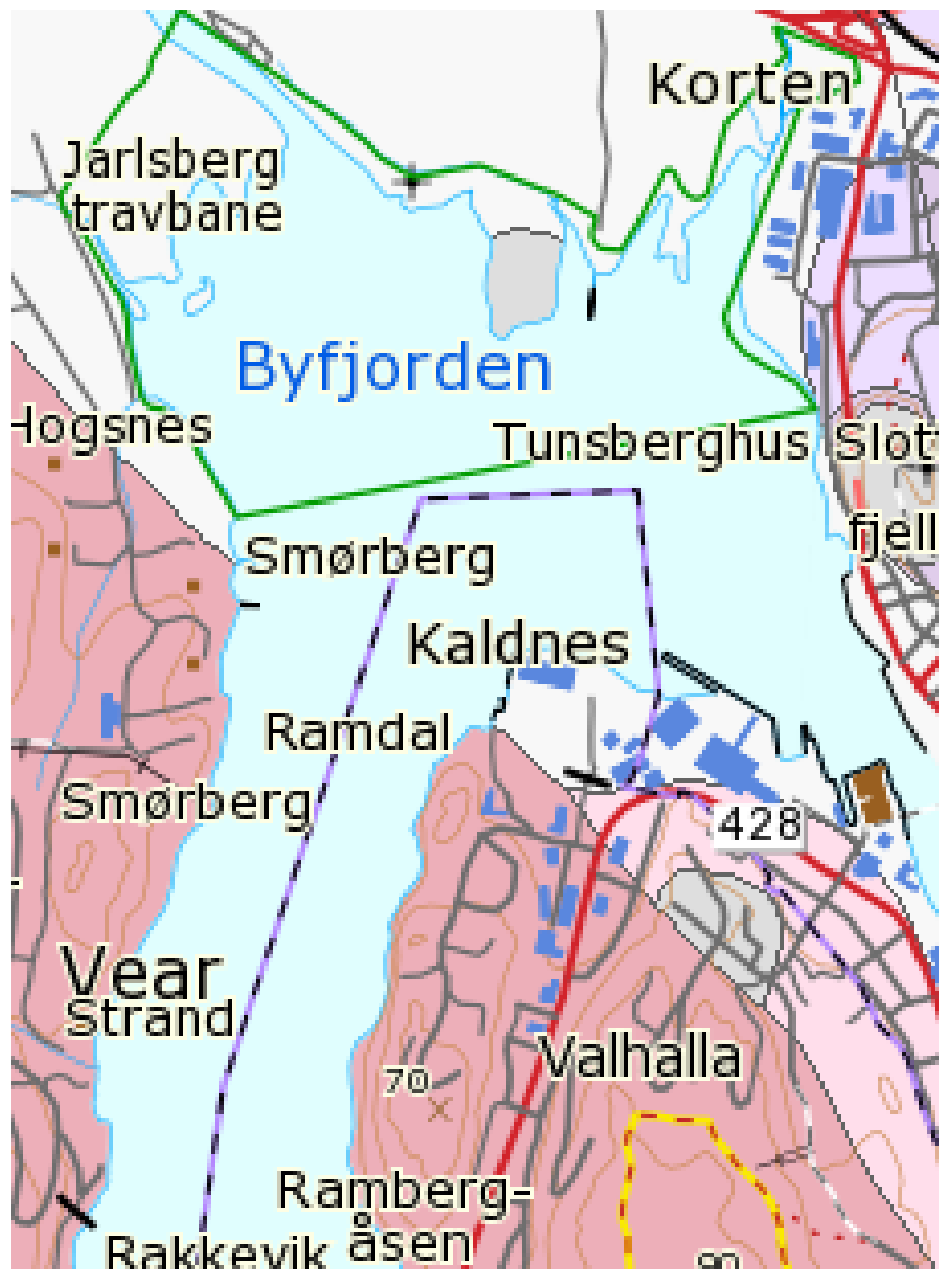 Korten
Jarlsberg
travbane
Byfjorden
Hogsnes
Tunsberghus
Slott
fjell
Smørberg
Kaldnes
Ramdal
Smørberg
428
Vear
Strand
Valhalla
70
Ramberg-
åsen
Rakkevik
90